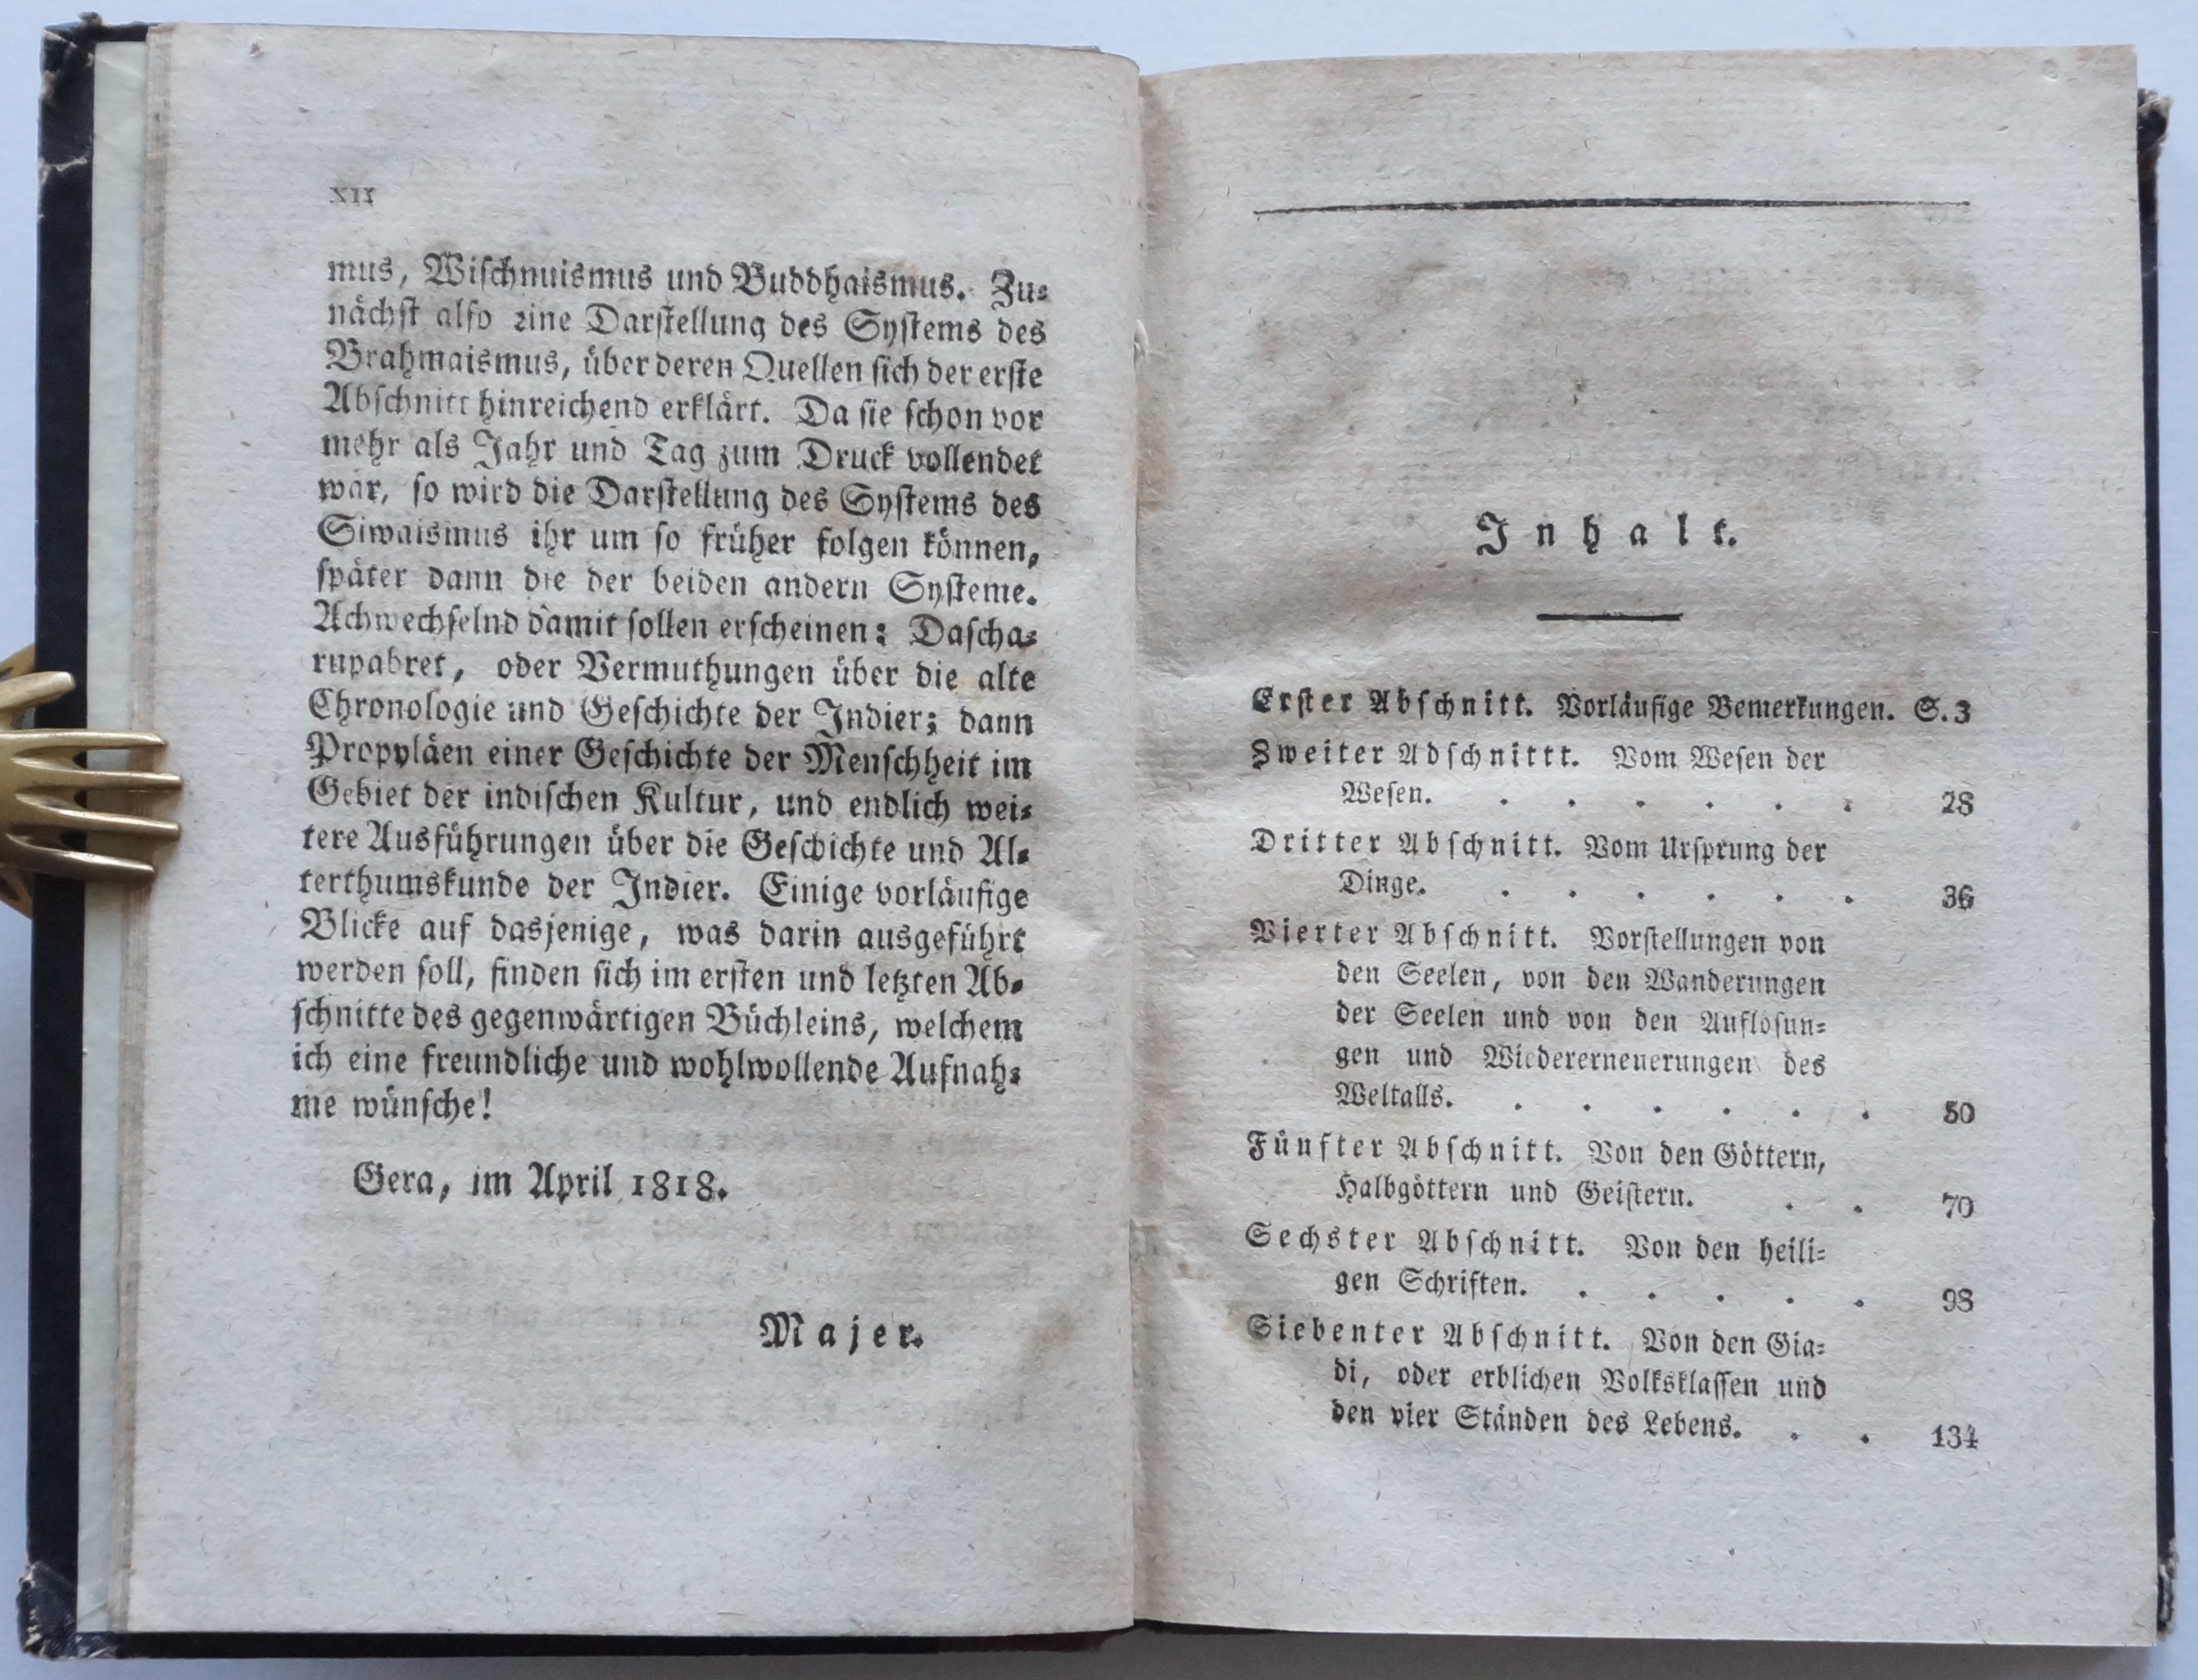 XII
mus, Wiſchnuismus und Buddhaismus. Zu-
nächſt alſo eine Darſtellung des Syſtems des
Brahmaismus, über deren Quellen ſich der erſte
Abſchnitt hinreichend erklärt. Da ſie ſchon vor
mehr als Jahr und Tag zum Druck vollendet
war, ſo wird die Darſtellung des Syſtems des
Siwaismus ihr um ſo früher folgen können,
ſpäter dann die der beiden andern Syſteme.
Achwechſelnd damit ſollen erſcheinen: Daſcha-
rupabret, oder Vermuthungen über die alte
Chronologie und Geſchichte der Indier; dann
Propyläen einer Geſchichte der Menſchheit im
Gebiet der indiſchen Kultur, und endlich wei-
tere Ausführungen über die Geſchichte und Al-
terthumskunde der Indier. Einige vorläufige
Blicke auf dasjenige, was darin ausgeführt
werden ſoll, finden ſich im erſten und letzten Ab-
ſchnitte des gegenwärtigen Büchleins, welchem
ich eine freundliche und wohlwollende Aufnah-
me wünſche!
Gera, im April 1818.
Majer.
Inhalt.
Erſter Abſchnitt. Vorläufige Bemerkungen. S. 3
Zweiter Adſchnittt. Vom Weſen der
Weſen. . . . . . . 28
Dritter Abſchnitt. Vom Urſprung der
Dinge. . . . . . . 36
Vierter Abſchnitt. Vorſtellungen von
den Seelen, von den Wanderungen
der Seelen und von den Auflöſun-
gen und Wiedererneuerungen des
Weltalls. . . . . . . 50
Fünfter Abſchnitt. Von den Göttern,
Halbgöttern und Geiſtern. . . 70
Sechster Abſchnitt. Von den heili-
gen Schriften. . . . . . 98
Siebenter Abſchnitt. Von den Gia-
di, oder erblichen Volksklaſſen und
den vier Ständen des Lebens. . . 134